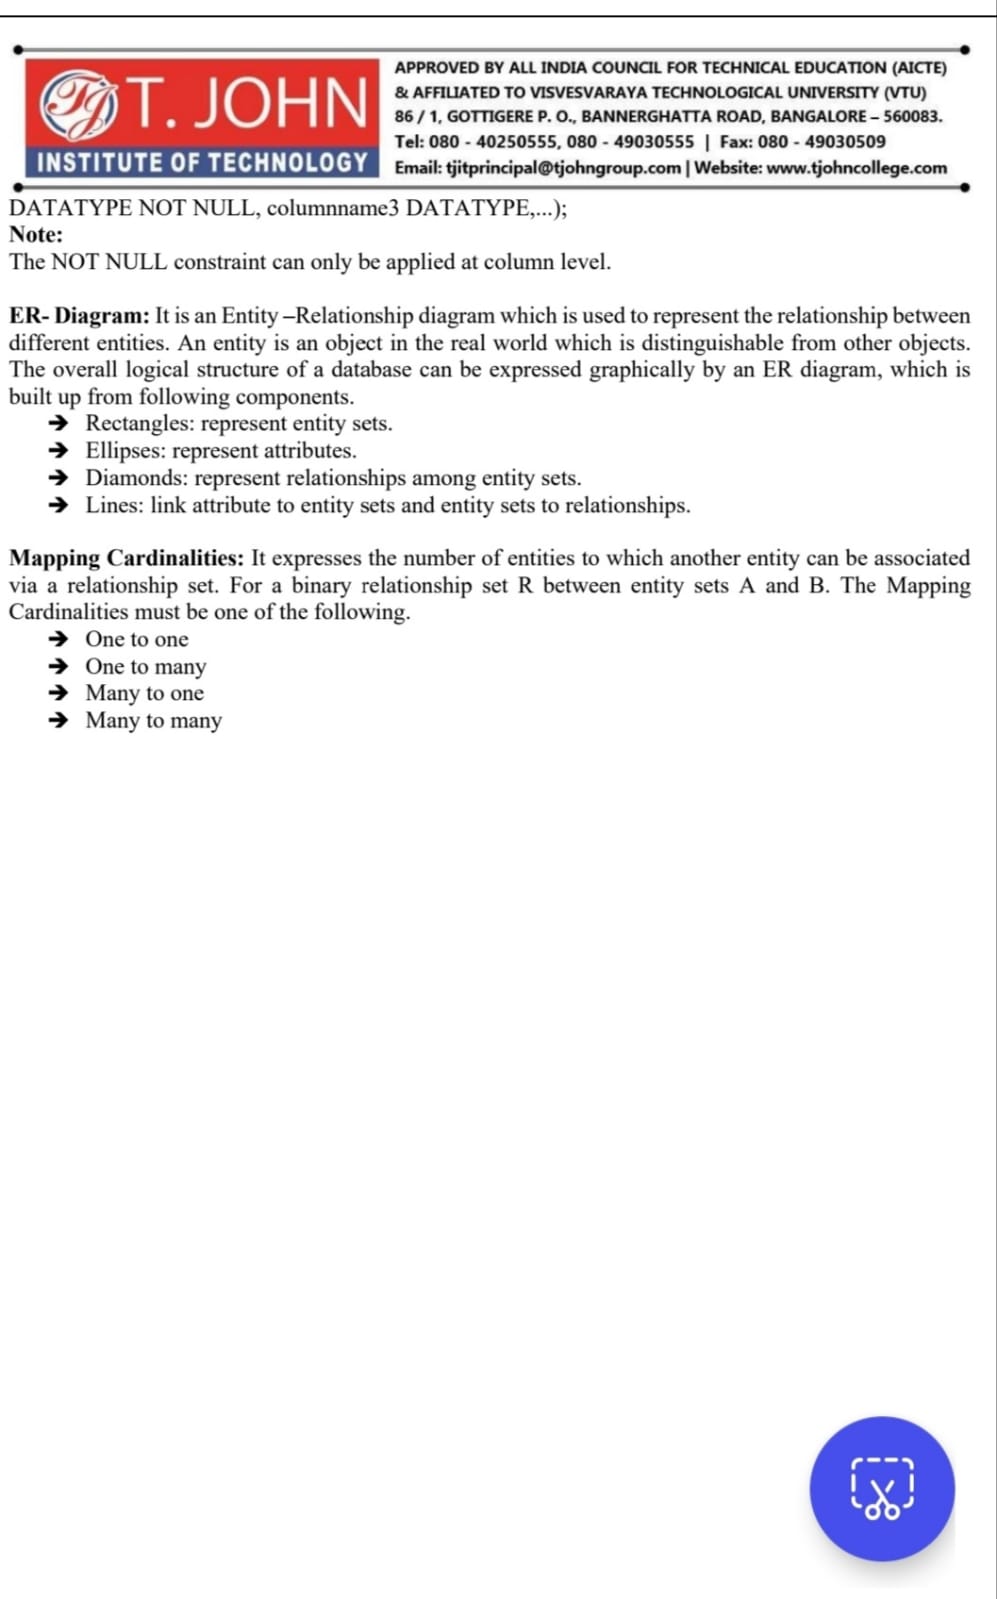 T. JOHN
INSTITUTE OF TECHNOLOGY
APPROVED BY ALL INDIA COUNCIL FOR TECHNICAL EDUCATION (AICTE)
& AFFILIATED TO VISVESVARAYA TECHNOLOGICAL UNIVERSITY (VTU)
86 / 1, GOTTIGERE P. O., BANNERGHATTA ROAD, BANGALORE – 560083.
Tel: 080 - 40250555, 080 - 49030555 | Fax: 080 - 49030509
Email: tjitprincipal@tjohngroup.com | Website: www.tjohncollege.com
DATATYPE NOT NULL, columnname3 DATATYPE,...);
Note:
The NOT NULL constraint can only be applied at column level.
ER- Diagram: It is an Entity –Relationship diagram which is used to represent the relationship between
different entities. An entity is an object in the real world which is distinguishable from other objects.
The overall logical structure of a database can be expressed graphically by an ER diagram, which is
built up from following components.
➔ Rectangles: represent entity sets.
➔ Ellipses: represent attributes.
➔ Diamonds: represent relationships among entity sets.
➔ Lines: link attribute to entity sets and entity sets to relationships.
Mapping Cardinalities: It expresses the number of entities to which another entity can be associated
via a relationship set. For a binary relationship set R between entity sets A and B. The Mapping
Cardinalities must be one of the following.
➔ One to one
➔ One to many
➔ Many to one
➔ Many to many